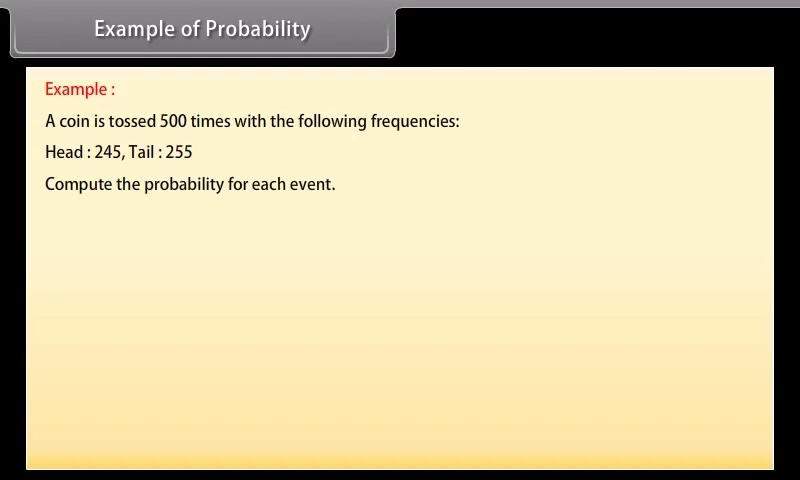 Example of Probability
Example :
A coin is tossed 500 times with the following frequencies:
Head : 245, Tail : 255
Compute the probability for each event.